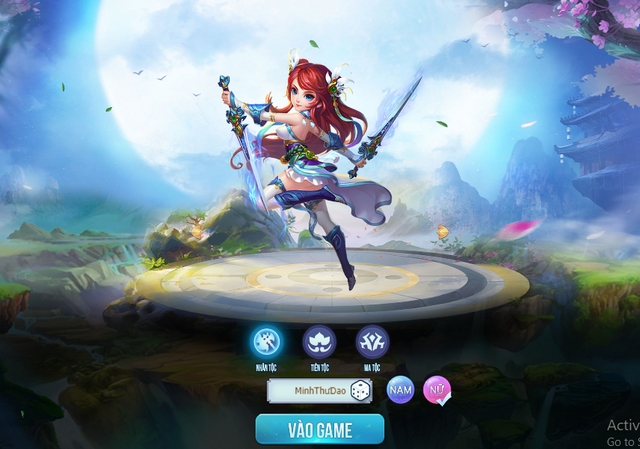 NHÂN TỘC
TIÊN TỘC
MA TỘC
MinhThưDao
NAM
NỮ
VÀO GAME
Activ
Go to S